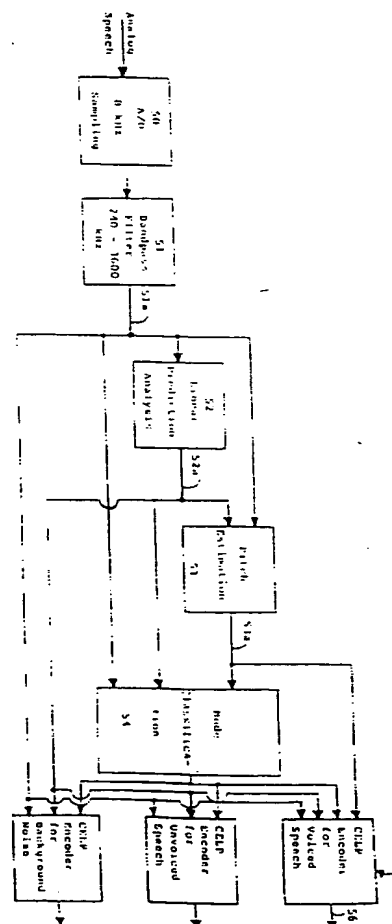 Analog
Speech
50
A/D
8 kHz
Sampling
51
Bandpass
Filter
240 - 3600
kHz
51a
52
Linear
Prediction
Analysis
52a
Pitch
Estimation
53
53a
Mode
Classifica-
tion
54
CELP
Encoder
for
Voiced
Speech
56
CELP
Encoder
for
Unvoiced
Speech
CELP
Encoder
for
Background
Noise